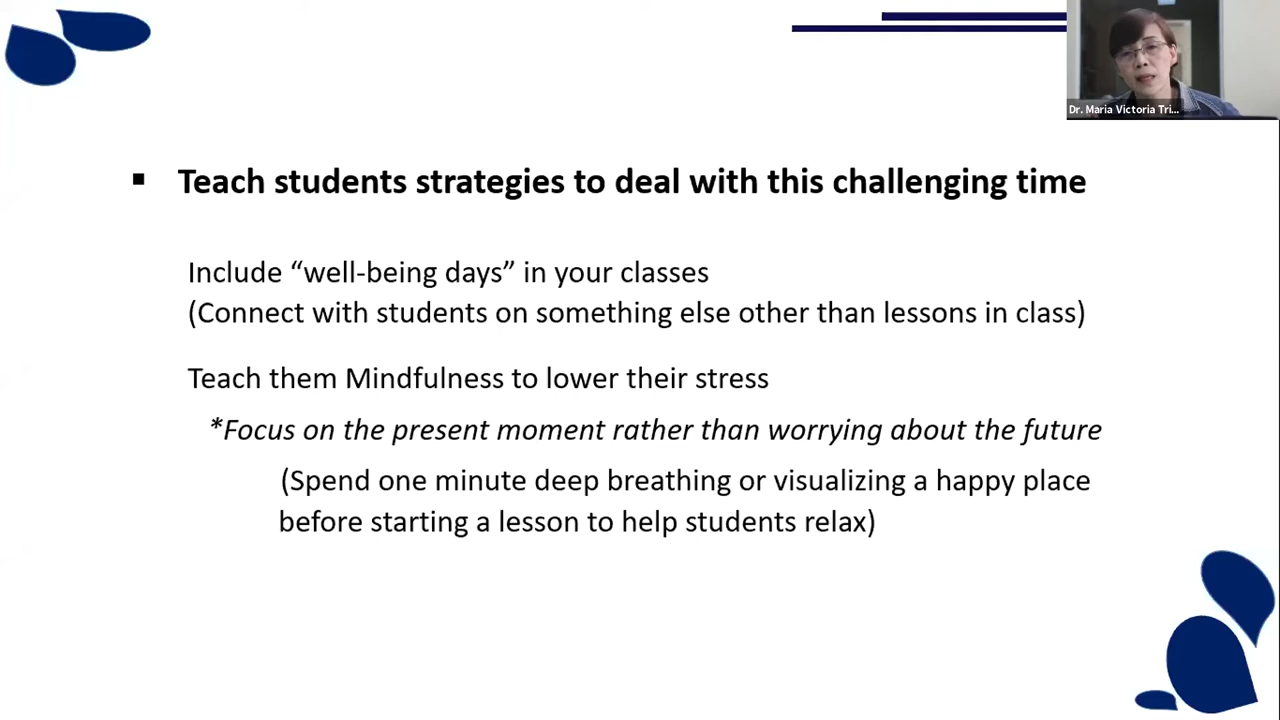 Dr. Maria Victoria Tri...
▪ Teach students strategies to deal with this challenging time
Include “well-being days” in your classes
(Connect with students on something else other than lessons in class)
Teach them Mindfulness to lower their stress
*Focus on the present moment rather than worrying about the future
(Spend one minute deep breathing or visualizing a happy place
before starting a lesson to help students relax)